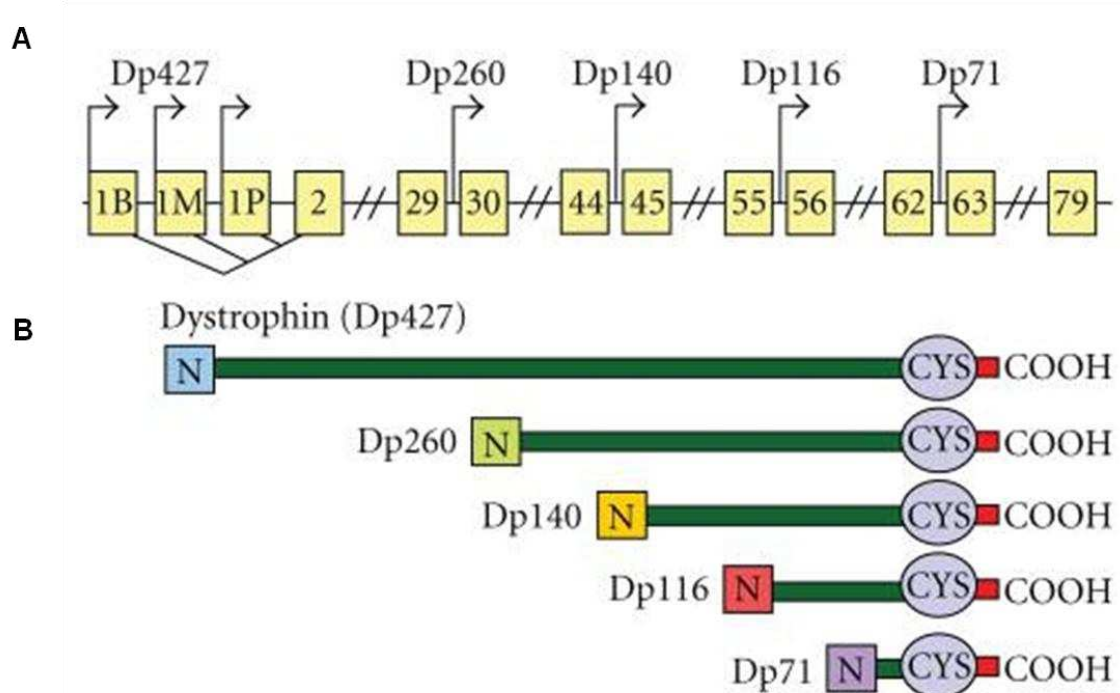 A
Dp427 Dp260 Dp140 Dp116 Dp71
1B 1M 1P 2 // 29 30 // 44 45 // 55 56 // 62 63 // 79
B
Dystrophin (Dp427)
N CYS COOH
Dp260 N CYS COOH
Dp140 N CYS COOH
Dp116 N CYS COOH
Dp71 N CYS COOH